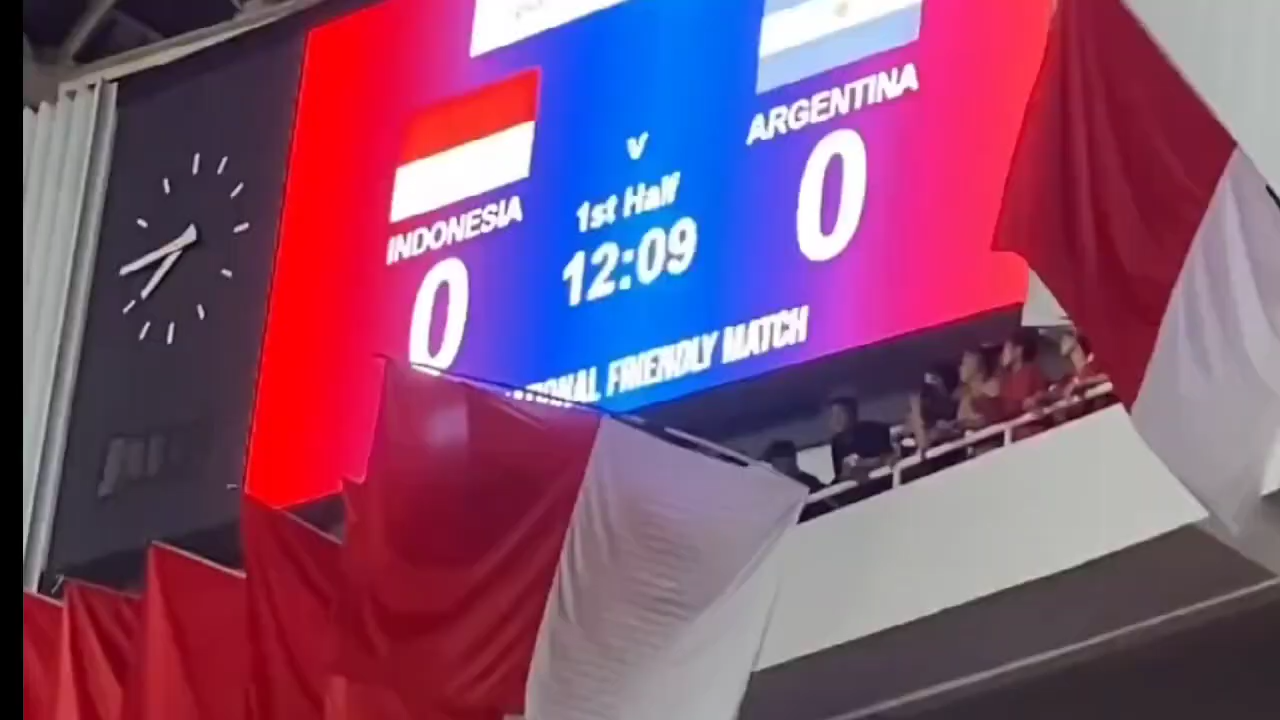 INDONESIA
0
v
1st Half
12:09
ARGENTINA
0
FRIENDLY MATCH